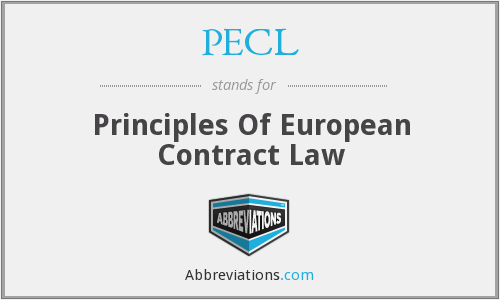 PECL
stands for
Principles Of European
Contract Law
ABBREVIATIONS
Abbreviations.com